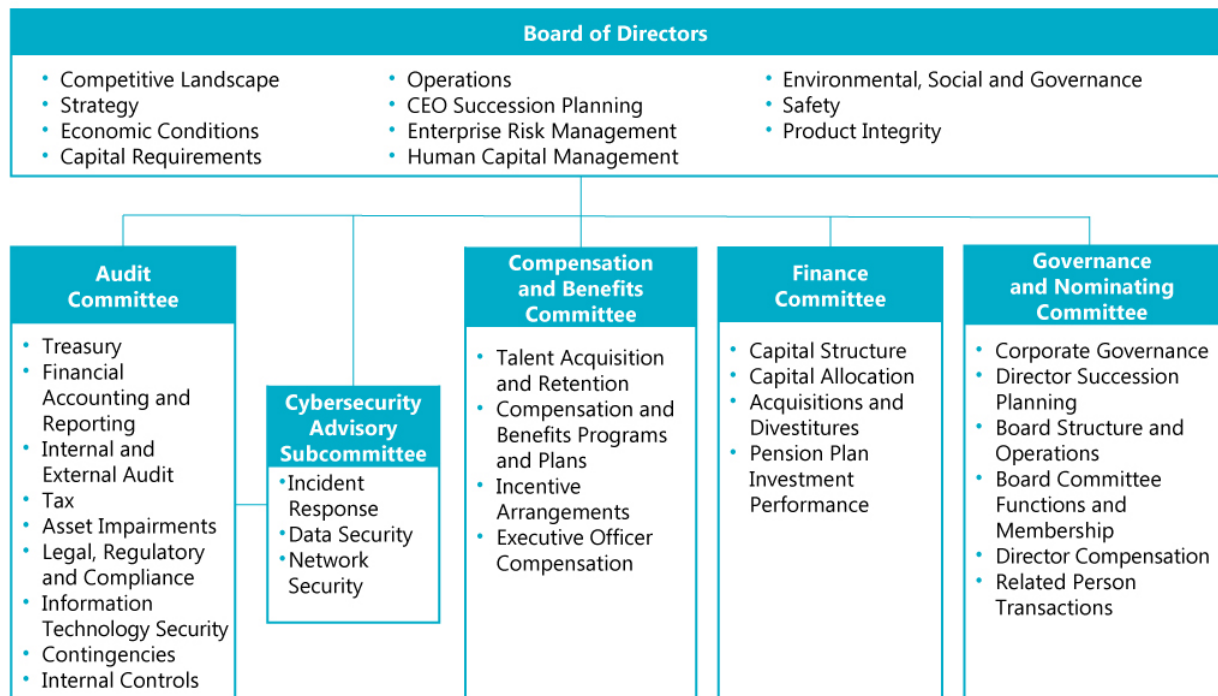 Board of Directors
• Competitive Landscape
• Strategy
• Economic Conditions
• Capital Requirements
• Operations
• CEO Succession Planning
• Enterprise Risk Management
• Human Capital Management
• Environmental, Social and Governance
• Safety
• Product Integrity
Audit
Committee
• Treasury
• Financial
Accounting and
Reporting
• Internal and
External Audit
• Tax
• Asset Impairments
• Legal, Regulatory
and Compliance
• Information
Technology Security
• Contingencies
• Internal Controls
Cybersecurity
Advisory
Subcommittee
•Incident
Response
•Data Security
•Network
Security
Compensation
and Benefits
Committee
• Talent Acquisition
and Retention
• Compensation and
Benefits Programs
and Plans
• Incentive
Arrangements
• Executive Officer
Compensation
Finance
Committee
• Capital Structure
• Capital Allocation
• Acquisitions and
Divestitures
• Pension Plan
Investment
Performance
Governance
and Nominating
Committee
• Corporate Governance
• Director Succession
Planning
• Board Structure and
Operations
• Board Committee
Functions and
Membership
• Director Compensation
• Related Person
Transactions